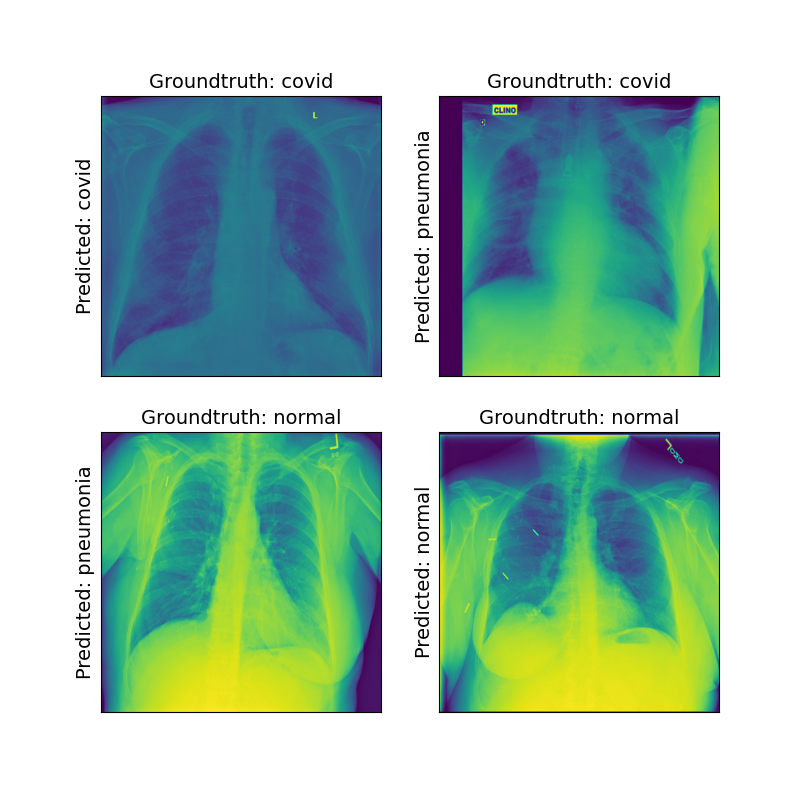 Groundtruth: covid
Predicted: covid
L
Groundtruth: covid
Predicted: pneumonia
CLINO
Groundtruth: normal
Predicted: pneumonia
L
Groundtruth: normal
Predicted: normal